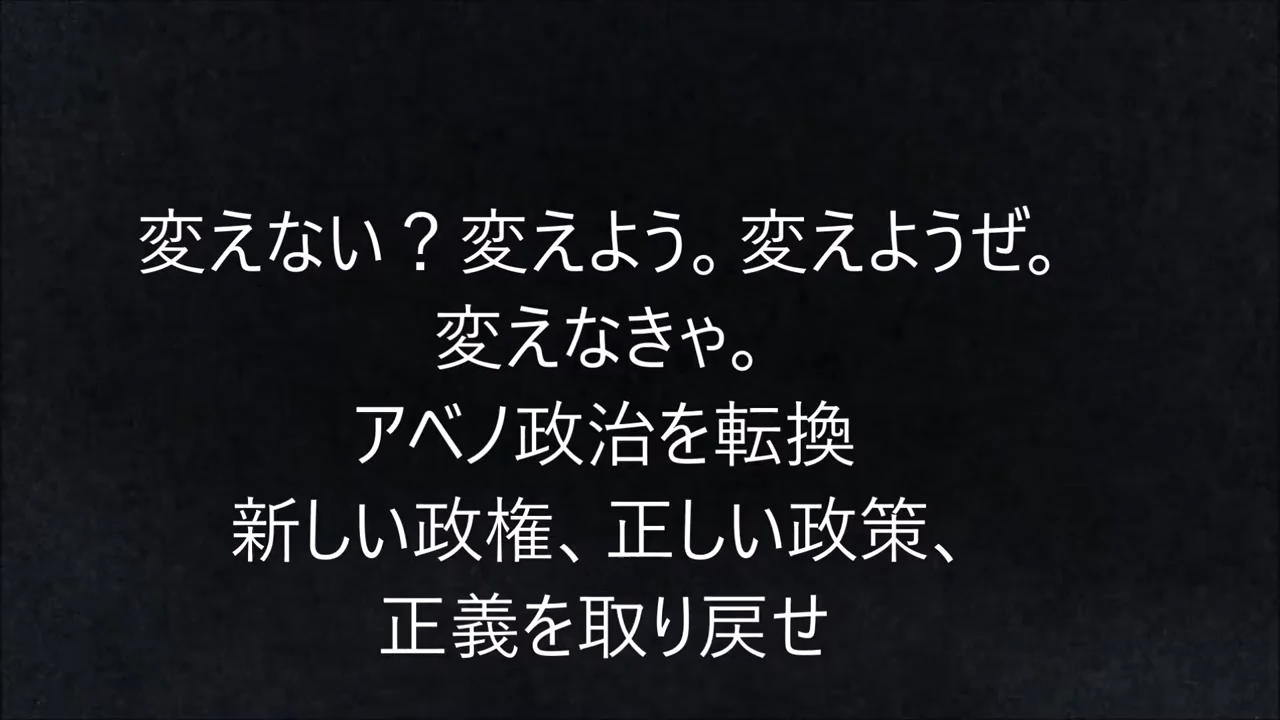 変えない？変えよう。変えようぜ。
変えなきゃ。
アベノ政治を転換
新しい政権、正しい政策、
正義を取り戻せ